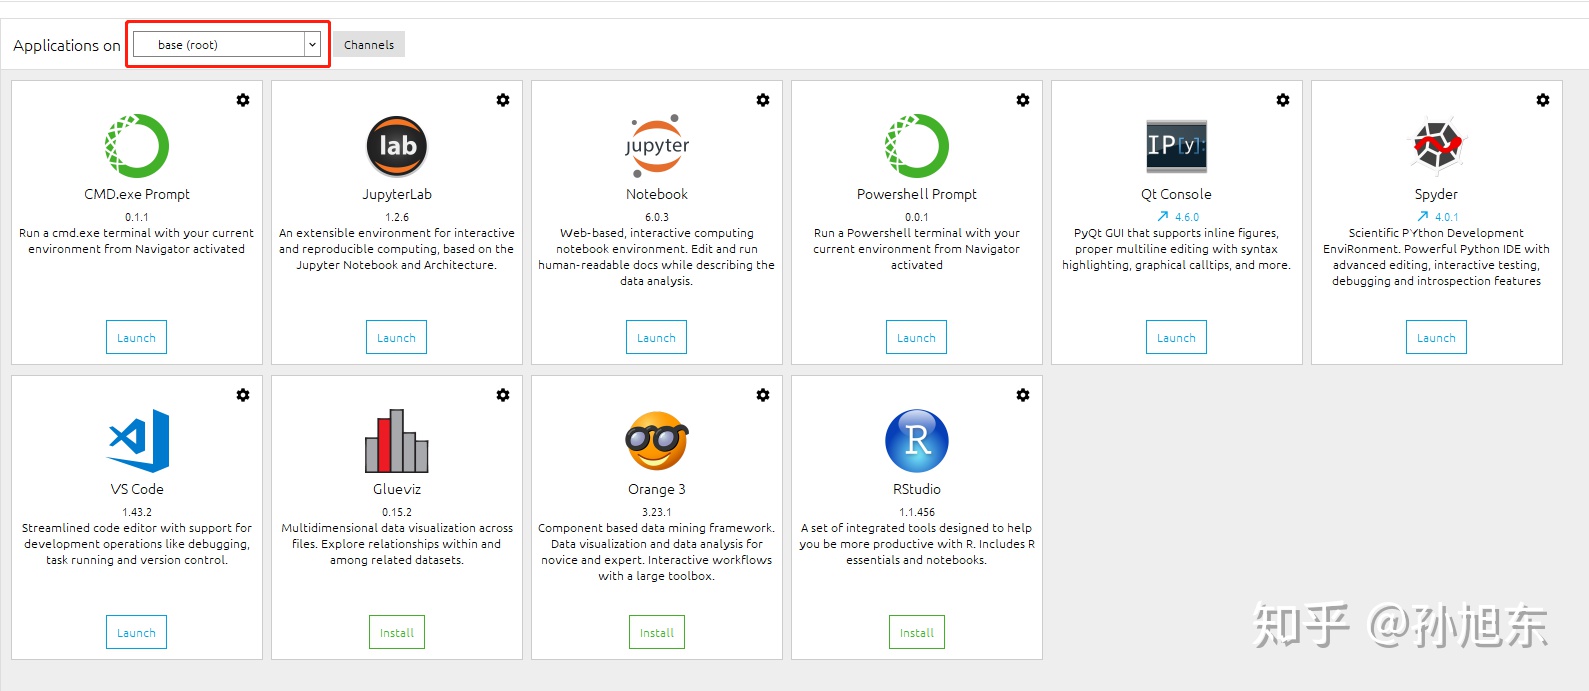 Applications on
base (root)
Channels
CMD.exe Prompt
0.1.1
Run a cmd.exe terminal with your current
environment from Navigator activated
Launch
lab
JupyterLab
1.2.6
An extensible environment for interactive
and reproducible computing, based on the
Jupyter Notebook and Architecture.
Launch
jupyter
Notebook
6.0.3
Web-based, interactive computing
notebook environment. Edit and run
human-readable docs while describing the
data analysis.
Launch
Powershell Prompt
0.0.1
Run a Powershell terminal with your
current environment from Navigator
activated
Launch
IP[y]:
Qt Console
4.6.0
PyQt GUI that supports inline figures,
proper multiline editing with syntax
highlighting, graphical calltips, and more.
Launch
Spyder
4.0.1
Scientific PYthon Development
EnviRonment. Powerful Python IDE with
advanced editing, interactive testing,
debugging and introspection features
Launch
VS Code
1.43.2
Streamlined code editor with support for
development operations like debugging,
task running and version control.
Launch
Glueviz
0.15.2
Multidimensional data visualization across
files. Explore relationships within and
among related datasets.
Install
Orange 3
3.23.1
Component based data mining framework.
Data visualization and data analysis for
novice and expert. Interactive workflows
with a large toolbox.
Install
R
RStudio
1.1.456
A set of integrated tools designed to help
you be more productive with R. Includes R
essentials and notebooks.
Install
知乎 @孙旭东